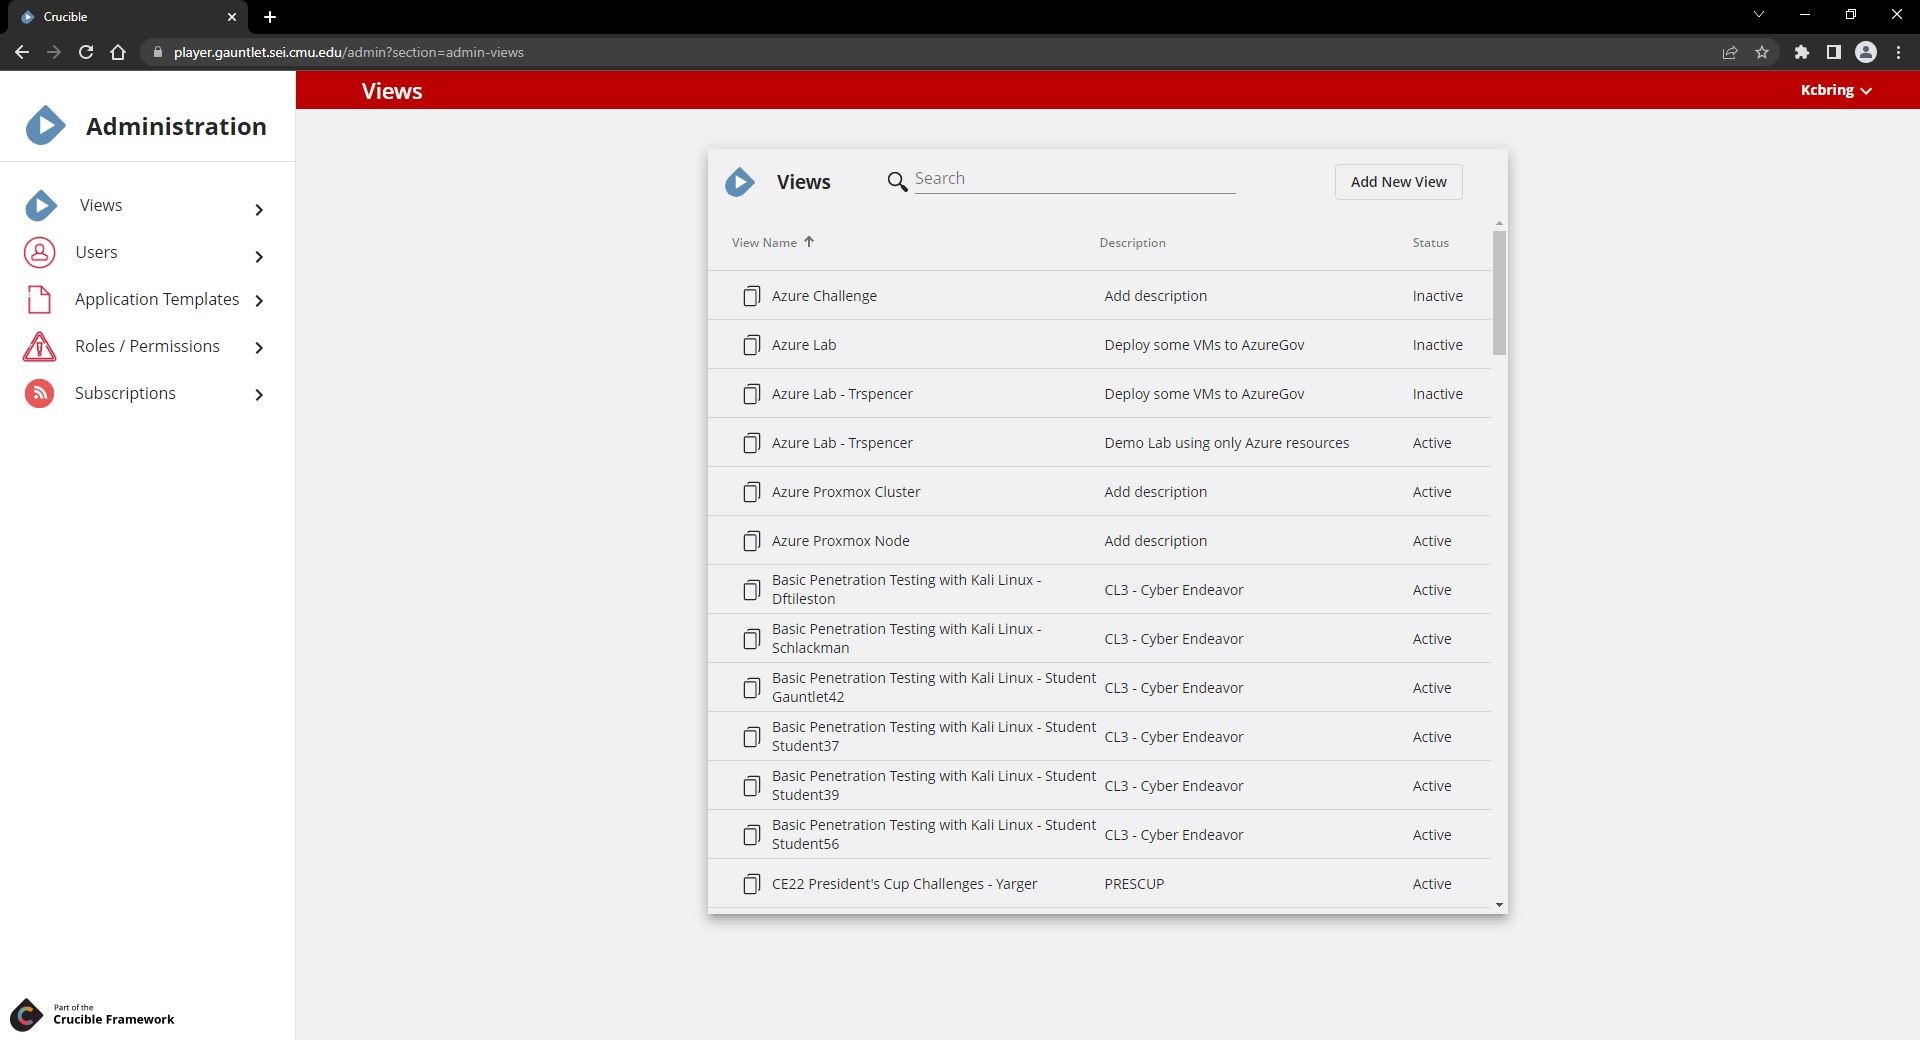 Crucible
player.gauntlet.sei.cmu.edu/admin?section=admin-views
Administration
Views
Users
Application Templates
Roles / Permissions
Subscriptions
Part of the
Crucible Framework
Views
Kcbring
Views
Search
Add New View
View Name Description Status
Azure Challenge Add description Inactive
Azure Lab Deploy some VMs to AzureGov Inactive
Azure Lab - Trspencer Deploy some VMs to AzureGov Inactive
Azure Lab - Trspencer Demo Lab using only Azure resources Active
Azure Proxmox Cluster Add description Active
Azure Proxmox Node Add description Active
Basic Penetration Testing with Kali Linux -
Dftileston CL3 - Cyber Endeavor Active
Basic Penetration Testing with Kali Linux -
Schlackman CL3 - Cyber Endeavor Active
Basic Penetration Testing with Kali Linux - Student
Gauntlet42 CL3 - Cyber Endeavor Active
Basic Penetration Testing with Kali Linux - Student
Student37 CL3 - Cyber Endeavor Active
Basic Penetration Testing with Kali Linux - Student
Student39 CL3 - Cyber Endeavor Active
Basic Penetration Testing with Kali Linux - Student
Student56 CL3 - Cyber Endeavor Active
CE22 President's Cup Challenges - Yarger PRESCUP Active